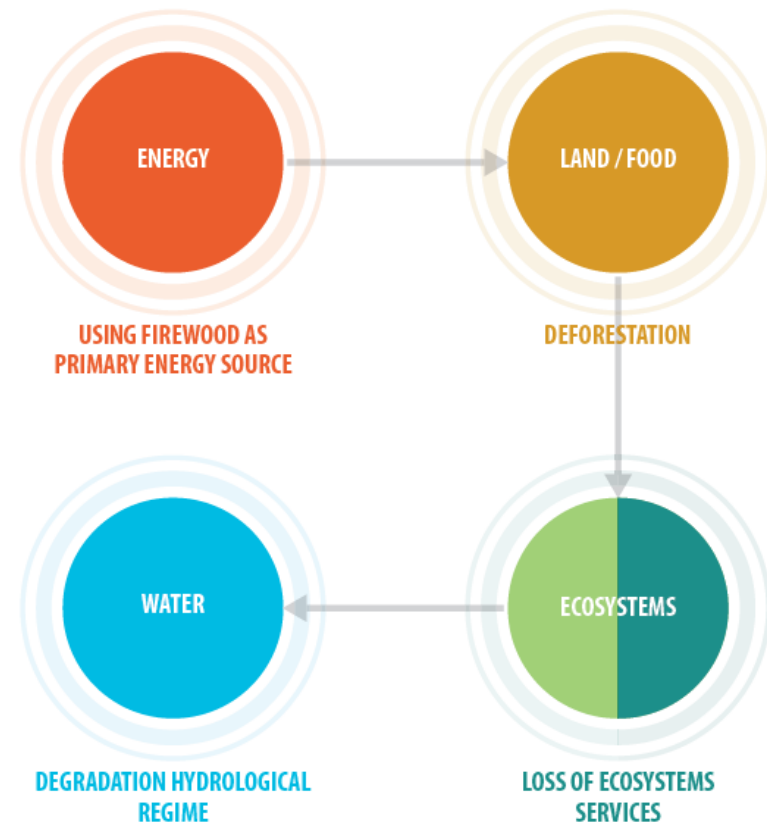 ENERGY
LAND / FOOD
USING FIREWOOD AS
PRIMARY ENERGY SOURCE
DEFORESTATION
WATER
ECOSYSTEMS
DEGRADATION HYDROLOGICAL
REGIME
LOSS OF ECOSYSTEMS
SERVICES